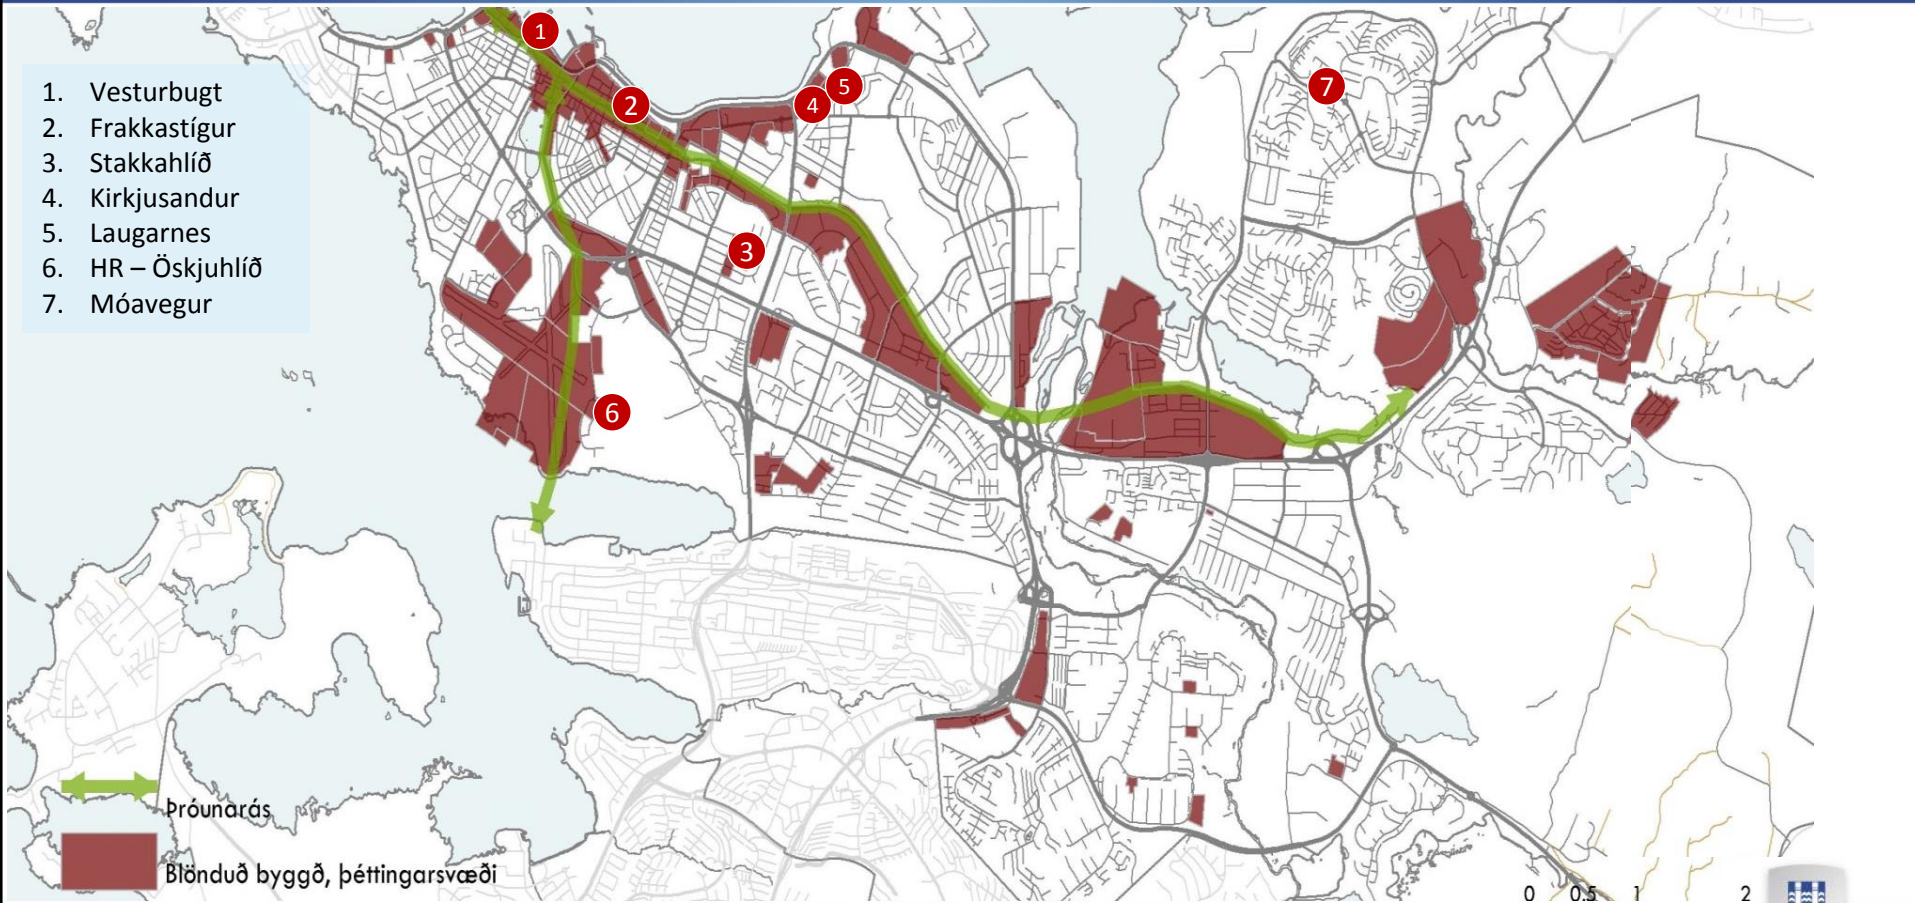 1
2
3
4
5
6
7
1. Vesturbugt
2. Frakkastígur
3. Stakkahlíð
4. Kirkjusandur
5. Laugarnes
6. HR – Öskjuhlíð
7. Móavegur
Þróunarás
Blönduð byggð, þéttingarsvæði
0 0,5 1 2